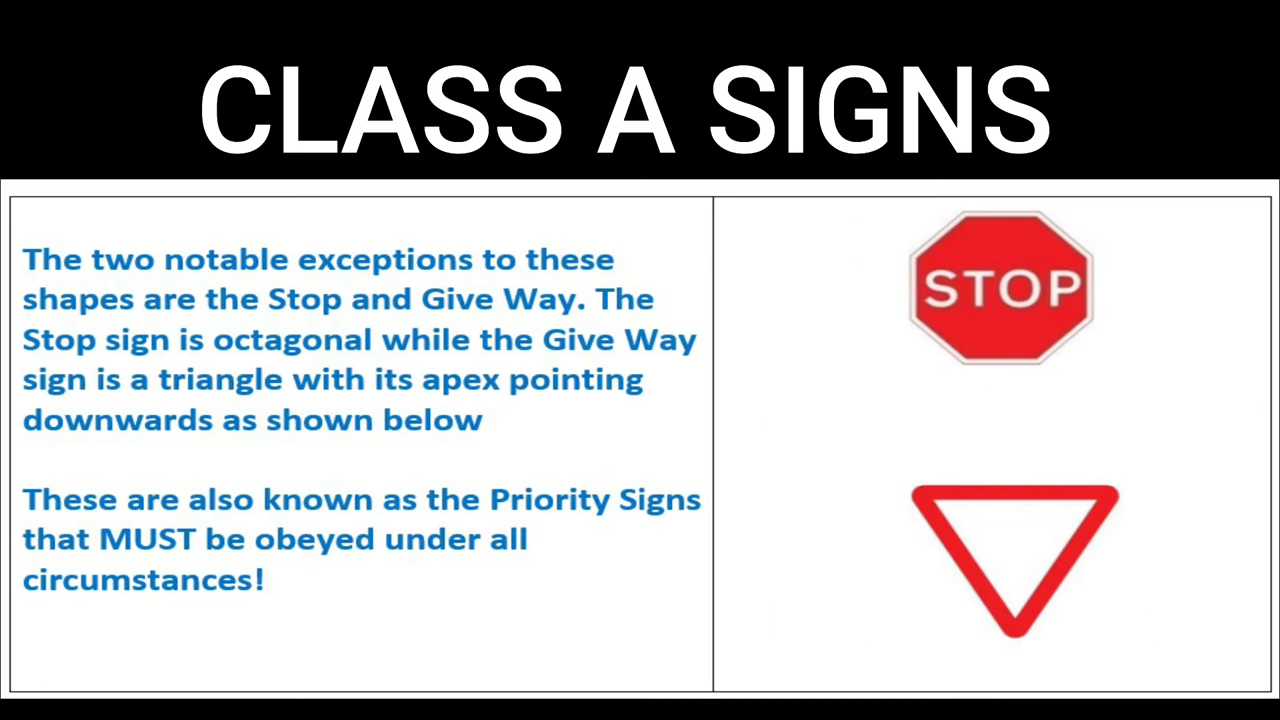 CLASS A SIGNS
The two notable exceptions to these
shapes are the Stop and Give Way. The
Stop sign is octagonal while the Give Way
sign is a triangle with its apex pointing
downwards as shown below
These are also known as the Priority Signs
that MUST be obeyed under all
circumstances!
STOP